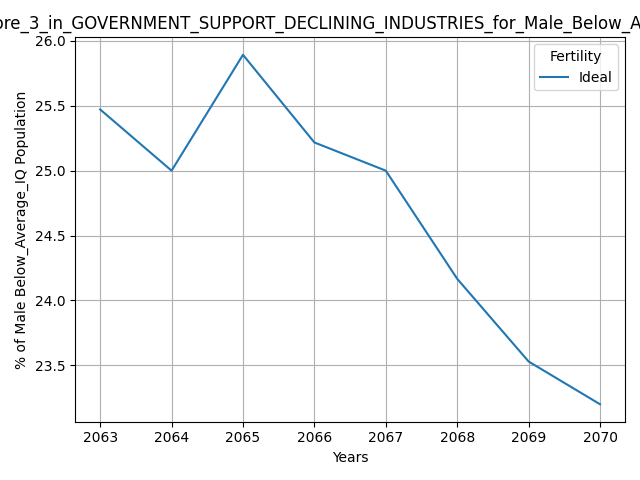 ore_3_in_GOVERNMENT_SUPPORT_DECLINING_INDUSTRIES_for_Male_Below_A
26.0
25.5
25.0
24.5
24.0
23.5
% of Male Below_Average_IQ Population
Fertility
Ideal
2063 2064 2065 2066 2067 2068 2069 2070
Years